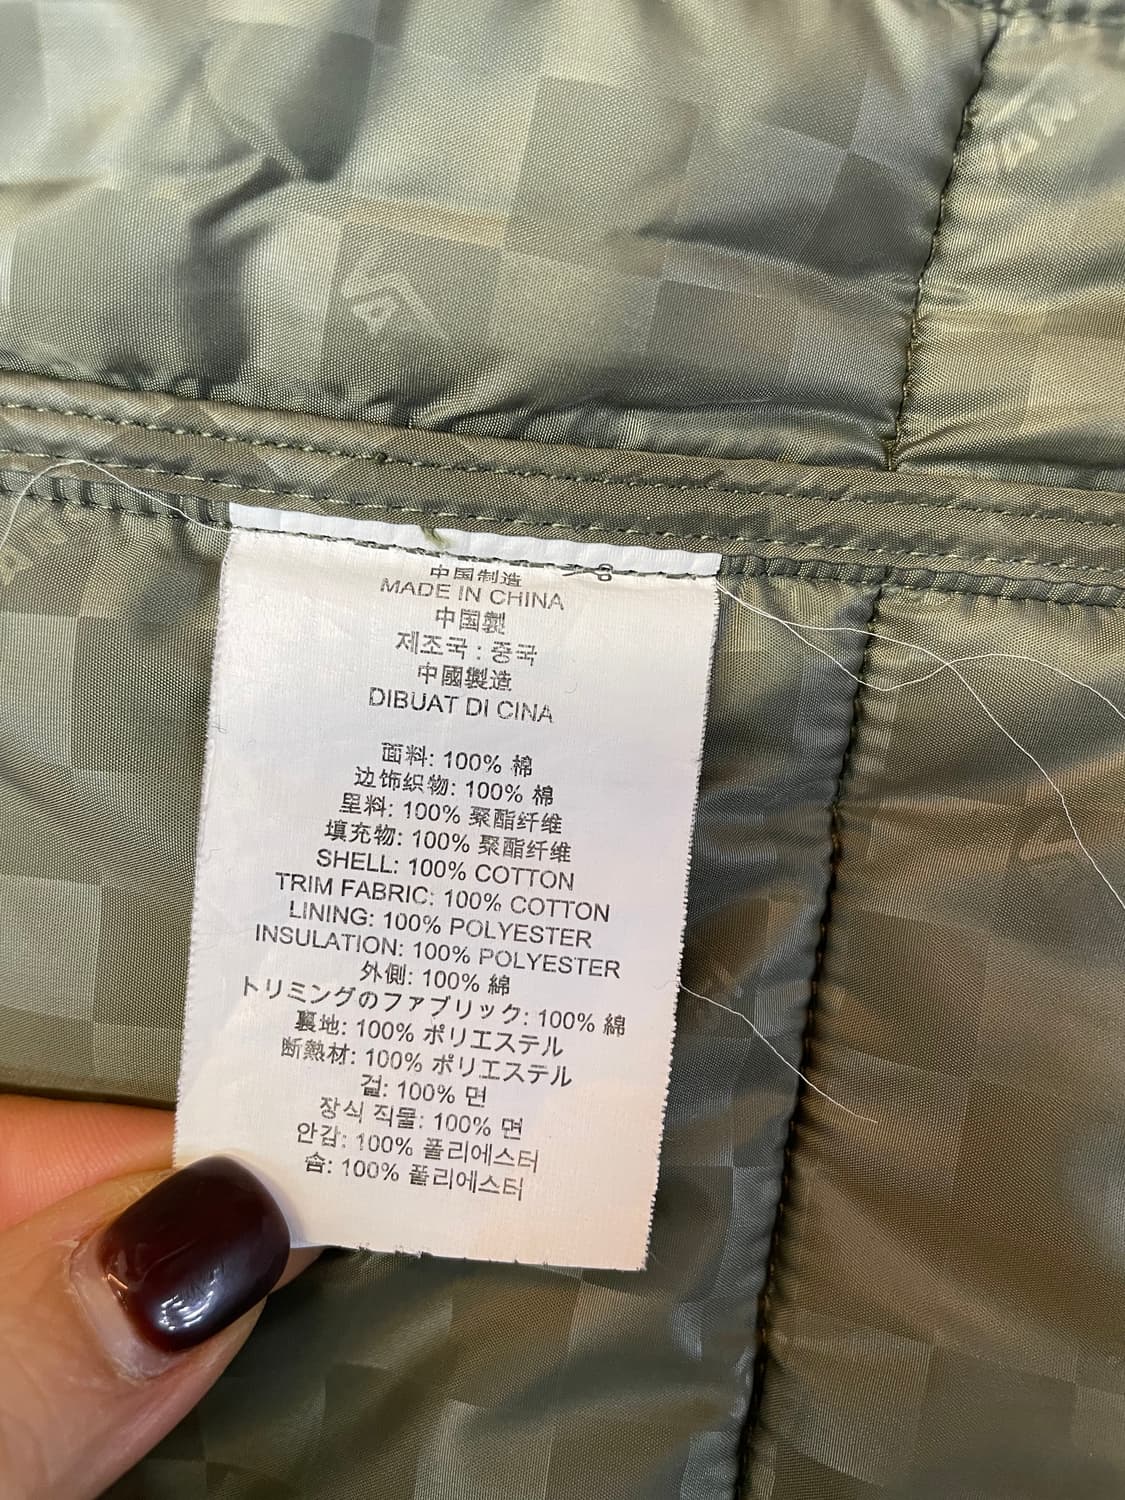 中国制造
MADE IN CHINA
中国製
제조국 : 중국
中國製造
DIBUAT DI CINA
面料: 100% 棉
边饰织物: 100% 棉
里料: 100% 聚酯纤维
填充物: 100% 聚酯纤维
SHELL: 100% COTTON
TRIM FABRIC: 100% COTTON
LINING: 100% POLYESTER
INSULATION: 100% POLYESTER
外側: 100% 綿
トリミングのファブリック: 100% 綿
裏地: 100% ポリエステル
断熱材: 100% ポリエステル
겉: 100% 면
장식 직물: 100% 면
안감: 100% 폴리에스터
솜: 100% 폴리에스터